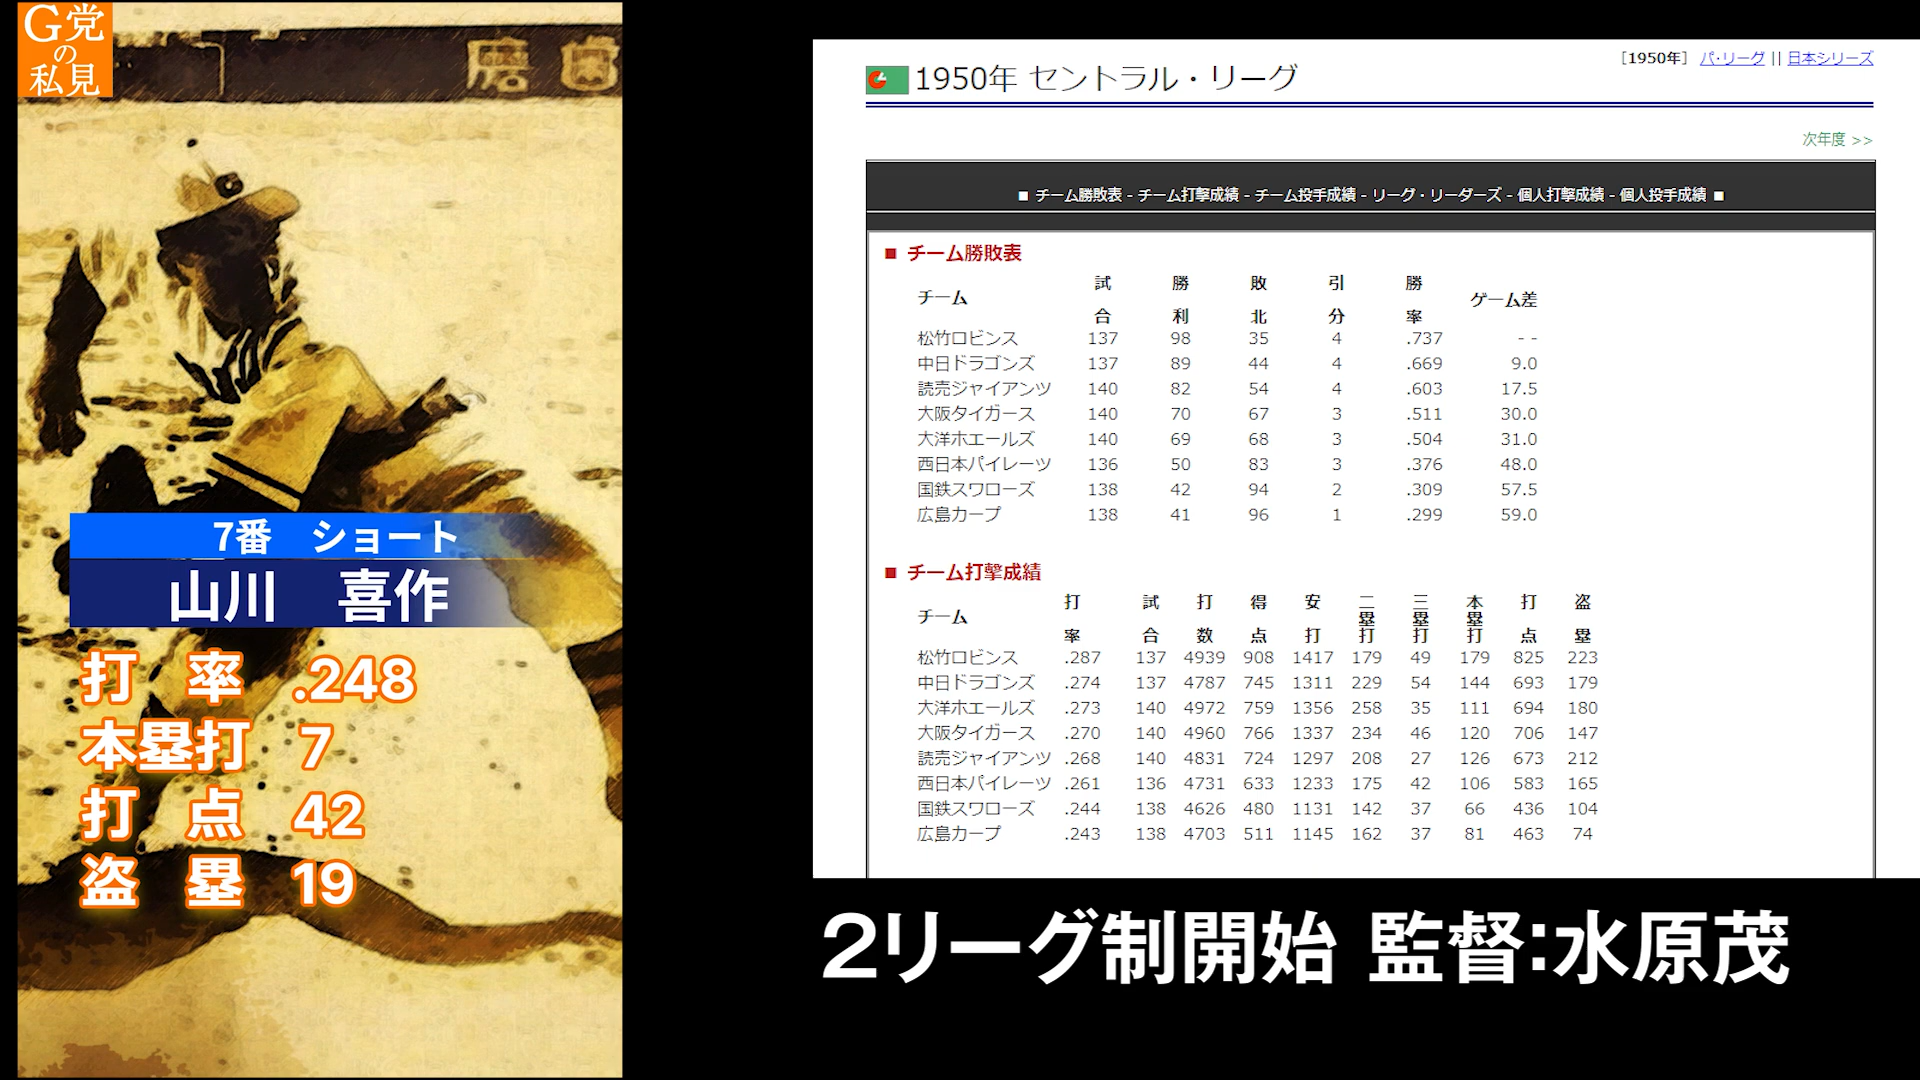 G党
の
私見
磨 歯
7番 ショート
山川 喜作
打 率 .248
本塁打 7
打 点 42
盗 塁 19
［1950年］ パ・リーグ || 日本シリーズ
1950年 セントラル・リーグ
次年度 >>
■ チーム勝敗表 - チーム打撃成績 - チーム投手成績 - リーグ・リーダーズ - 個人打撃成績 - 個人投手成績 ■
■ チーム勝敗表
チーム 試合 勝利 敗北 引分 勝率 ゲーム差
松竹ロビンス 137 98 35 4 .737 - -
中日ドラゴンズ 137 89 44 4 .669 9.0
読売ジャイアンツ 140 82 54 4 .603 17.5
大阪タイガース 140 70 67 3 .511 30.0
大洋ホエールズ 140 69 68 3 .504 31.0
西日本パイレーツ 136 50 83 3 .376 48.0
国鉄スワローズ 138 42 94 2 .309 57.5
広島カープ 138 41 96 1 .299 59.0
■ チーム打撃成績
チーム 打率 試合 打数 得点 安打 二塁打 三塁打 本塁打 打点 盗塁
松竹ロビンス .287 137 4939 908 1417 179 49 179 825 223
中日ドラゴンズ .274 137 4787 745 1311 229 54 144 693 179
大洋ホエールズ .273 140 4972 759 1356 258 35 111 694 180
大阪タイガース .270 140 4960 766 1337 234 46 120 706 147
読売ジャイアンツ .268 140 4831 724 1297 208 27 126 673 212
西日本パイレーツ .261 136 4731 633 1233 175 42 106 583 165
国鉄スワローズ .244 138 4626 480 1131 142 37 66 436 104
広島カープ .243 138 4703 511 1145 162 37 81 463 74
２リーグ制開始 監督：水原茂